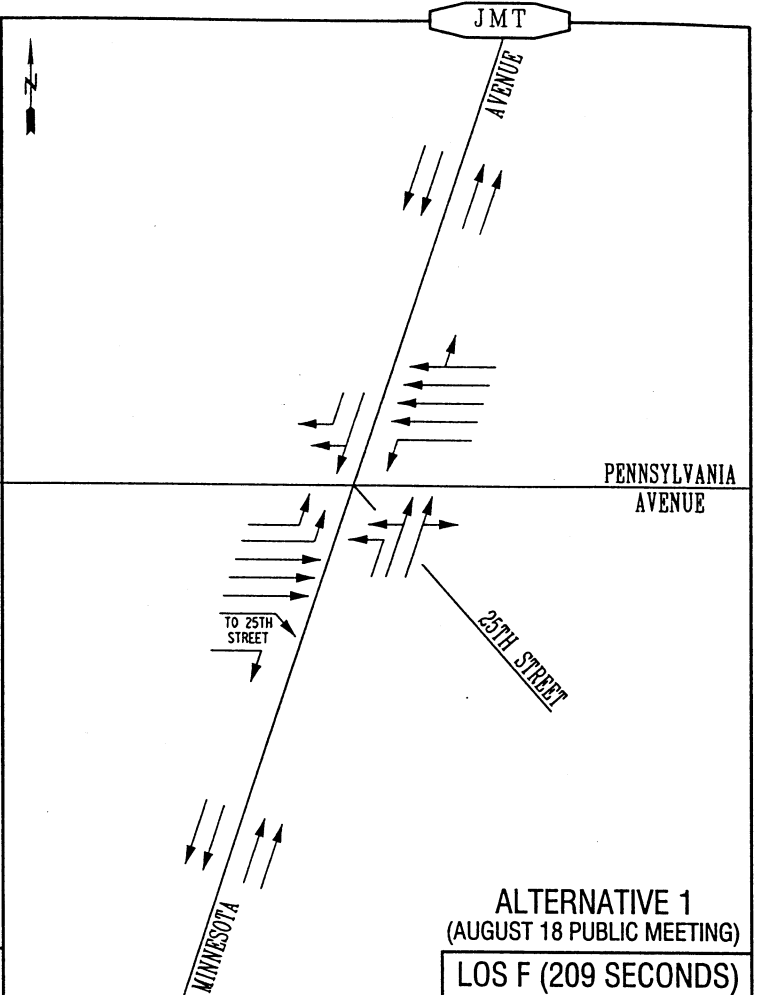 JMT
N
AVENUE
PENNSYLVANIA
AVENUE
TO 25TH
STREET
25TH STREET
MINNESOTA
ALTERNATIVE 1
(AUGUST 18 PUBLIC MEETING)
LOS F (209 SECONDS)